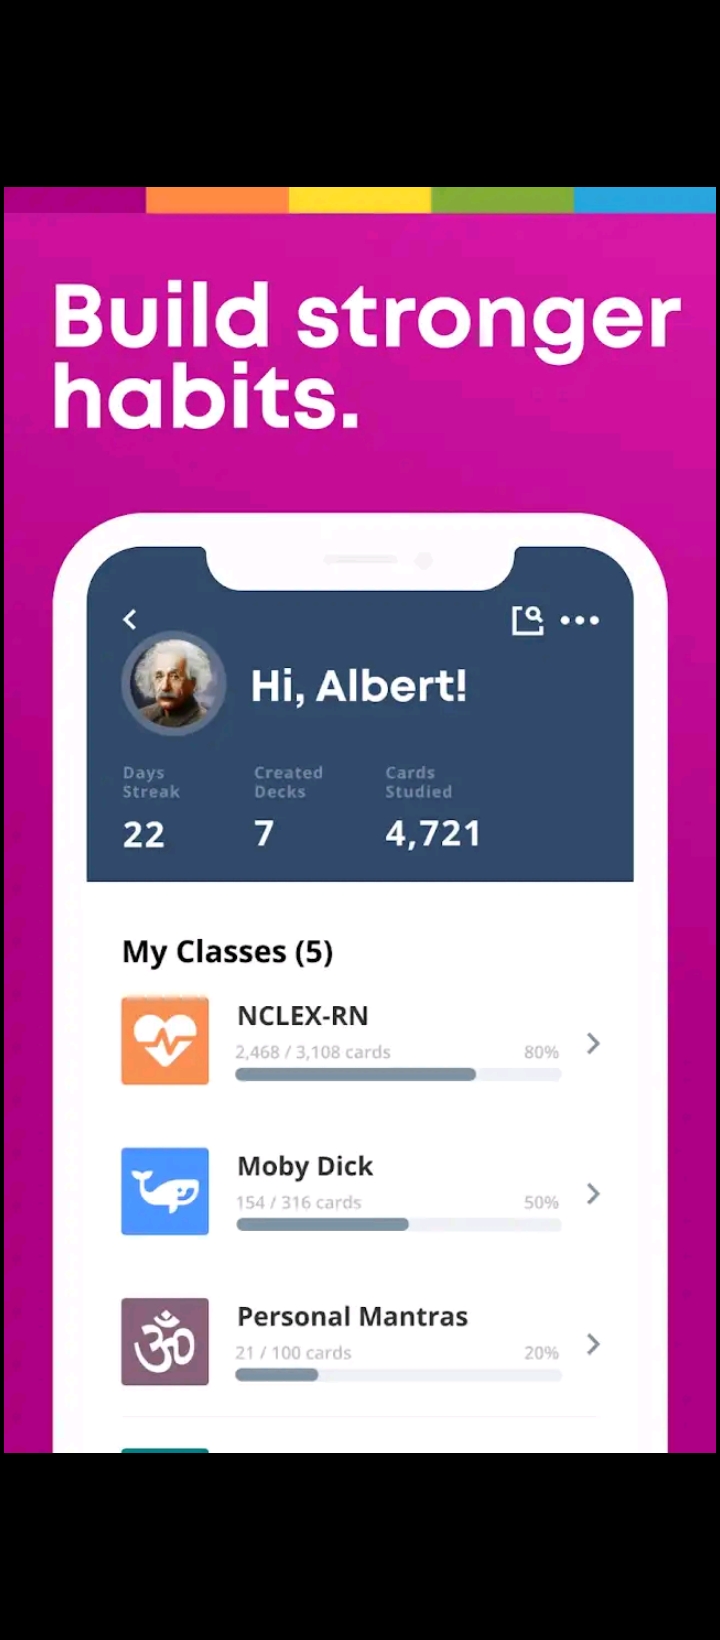 Build stronger
habits.
Hi, Albert!
Days Streak
22
Created Decks
7
Cards Studied
4,721
My Classes (5)
NCLEX-RN
2,468 / 3,108 cards 80%
Moby Dick
154 / 316 cards 50%
Personal Mantras
21 / 100 cards 20%